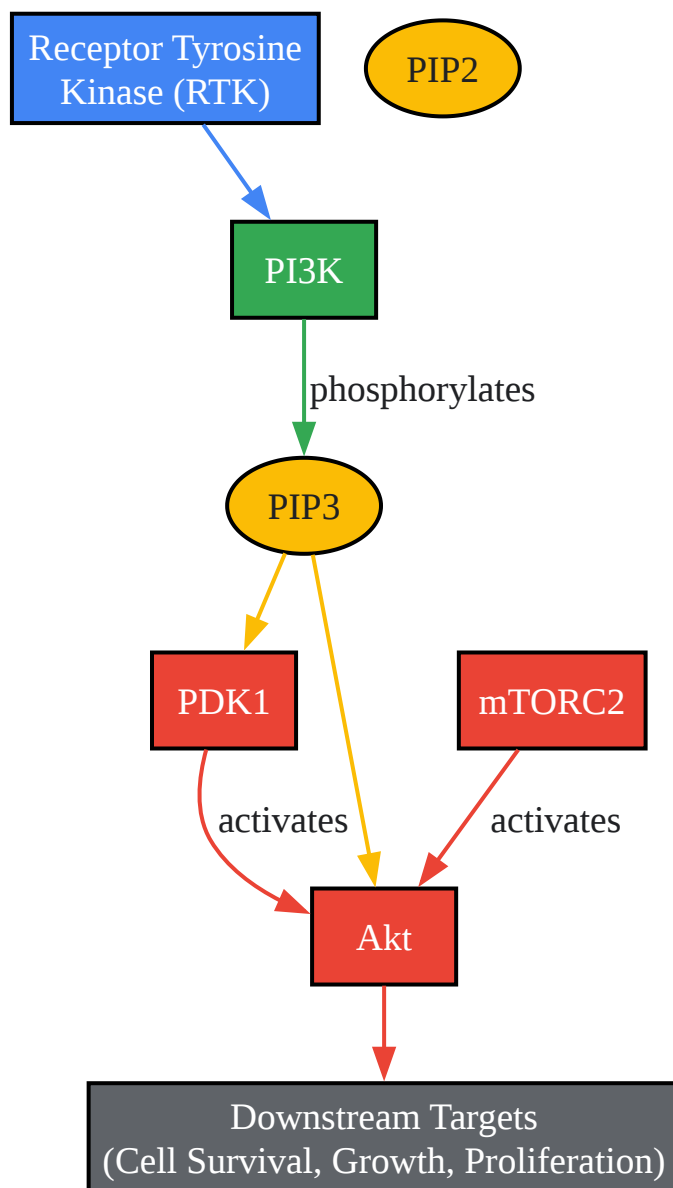 Receptor Tyrosine
Kinase (RTK)
PIP2
PI3K
phosphorylates
PIP3
PDK1
mTORC2
activates
activates
Akt
Downstream Targets
(Cell Survival, Growth, Proliferation)